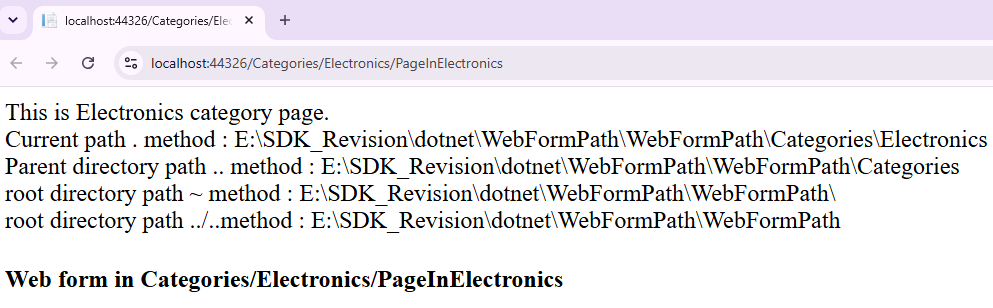 localhost:44326/Categories/Elec
localhost:44326/Categories/Electronics/PageInElectronics
This is Electronics category page.
Current path . method : E:\SDK_Revision\dotnet\WebFormPath\WebFormPath\Categories\Electronics
Parent directory path .. method : E:\SDK_Revision\dotnet\WebFormPath\WebFormPath\Categories
root directory path ~ method : E:\SDK_Revision\dotnet\WebFormPath\WebFormPath\
root directory path ../..method : E:\SDK_Revision\dotnet\WebFormPath\WebFormPath
Web form in Categories/Electronics/PageInElectronics